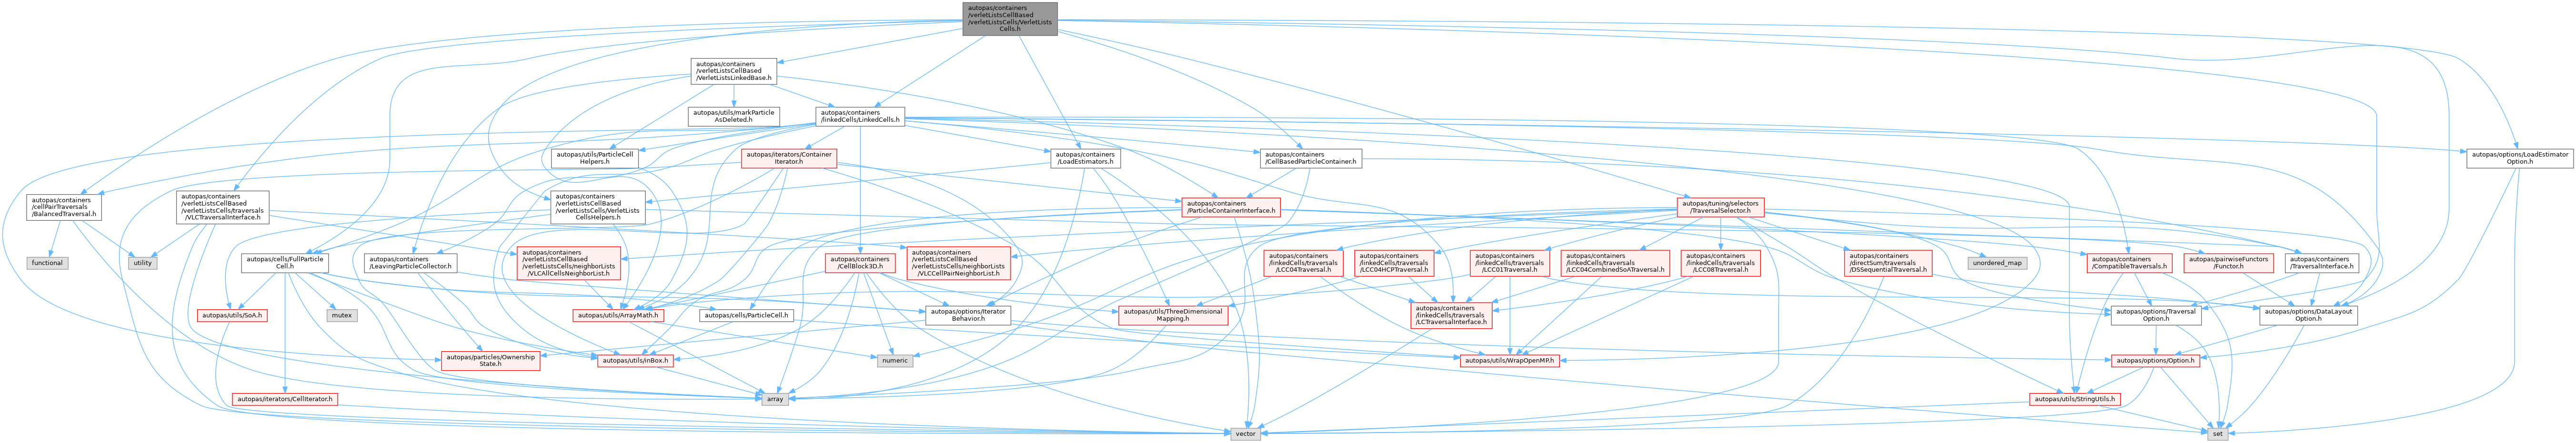 autopas/containers
/verletListsCellBased
/verletListsCells/VerletLists
Cells.h
autopas/containers
/verletListsCellBased
/VerletListsLinkedBase.h
autopas/utils/markParticle
AsDeleted.h
autopas/containers
/linkedCells/LinkedCells.h
autopas/utils/ParticleCell
Helpers.h
autopas/iterators/Container
Iterator.h
autopas/containers
/LoadEstimators.h
autopas/containers
/CellBasedParticleContainer.h
autopas/options/LoadEstimator
Option.h
autopas/containers
/cellPairTraversals
/BalancedTraversal.h
autopas/containers
/verletListsCellBased
/verletListsCells/traversals
/VLCTraversalInterface.h
autopas/containers
/verletListsCellBased
/verletListsCells/VerletLists
CellsHelpers.h
autopas/containers
/ParticleContainerInterface.h
autopas/tuning/selectors
/TraversalSelector.h
functional
utility
autopas/cells/FullParticle
Cell.h
autopas/containers
/LeavingParticleCollector.h
autopas/containers
/verletListsCellBased
/verletListsCells/neighborLists
/VLCAllCellsNeighborList.h
autopas/containers
/CellBlock3D.h
autopas/containers
/verletListsCellBased
/verletListsCells/neighborLists
/VLCCellPairNeighborList.h
autopas/containers
/linkedCells/traversals
/LCC04Traversal.h
autopas/containers
/linkedCells/traversals
/LCC04HCPTraversal.h
autopas/containers
/linkedCells/traversals
/LCC01Traversal.h
autopas/containers
/linkedCells/traversals
/LCC04CombinedSoATraversal.h
autopas/containers
/linkedCells/traversals
/LCC08Traversal.h
autopas/containers
/directSum/traversals
/DSSequentialTraversal.h
unordered_map
autopas/containers
/CompatibleTraversals.h
autopas/pairwiseFunctors
/Functor.h
autopas/containers
/TraversalInterface.h
autopas/utils/SoA.h
mutex
autopas/utils/ArrayMath.h
autopas/cells/ParticleCell.h
autopas/options/Iterator
Behavior.h
autopas/utils/ThreeDimensional
Mapping.h
autopas/containers
/linkedCells/traversals
/LCTraversalInterface.h
autopas/options/Traversal
Option.h
autopas/options/DataLayout
Option.h
autopas/particles/Ownership
State.h
autopas/utils/inBox.h
numeric
autopas/utils/WrapOpenMP.h
autopas/options/Option.h
autopas/iterators/CellIterator.h
array
autopas/utils/StringUtils.h
vector
set